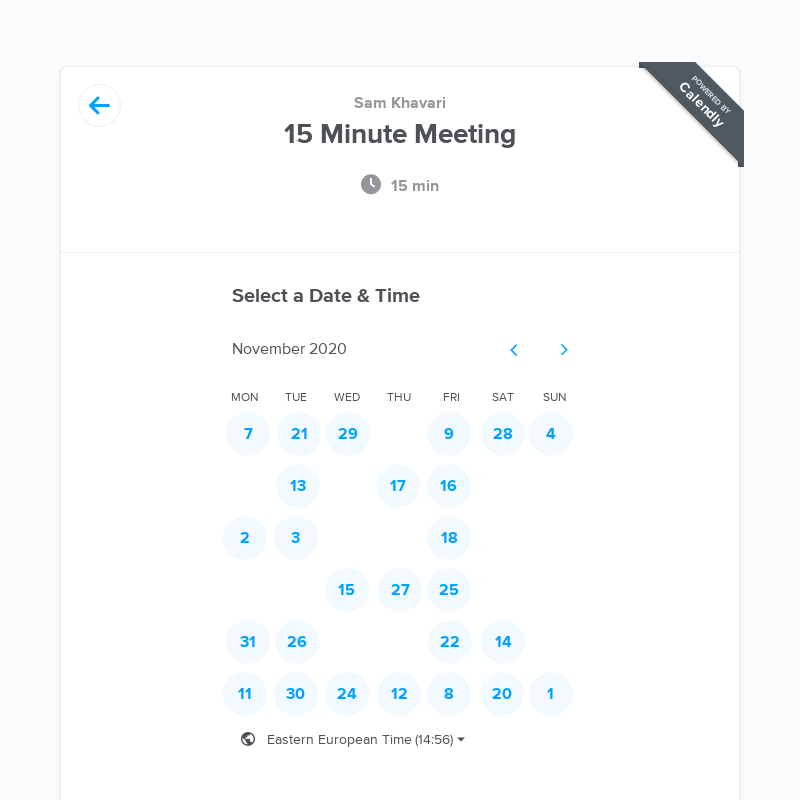 POWERED BY
Calendly
Sam Khavari
15 Minute Meeting
15 min
Select a Date & Time
November 2020
MON TUE WED THU FRI SAT SUN
7 21 29 9 28 4
13 17 16
2 3 18
15 27 25
31 26 22 14
11 30 24 12 8 20 1
Eastern European Time (14:56)